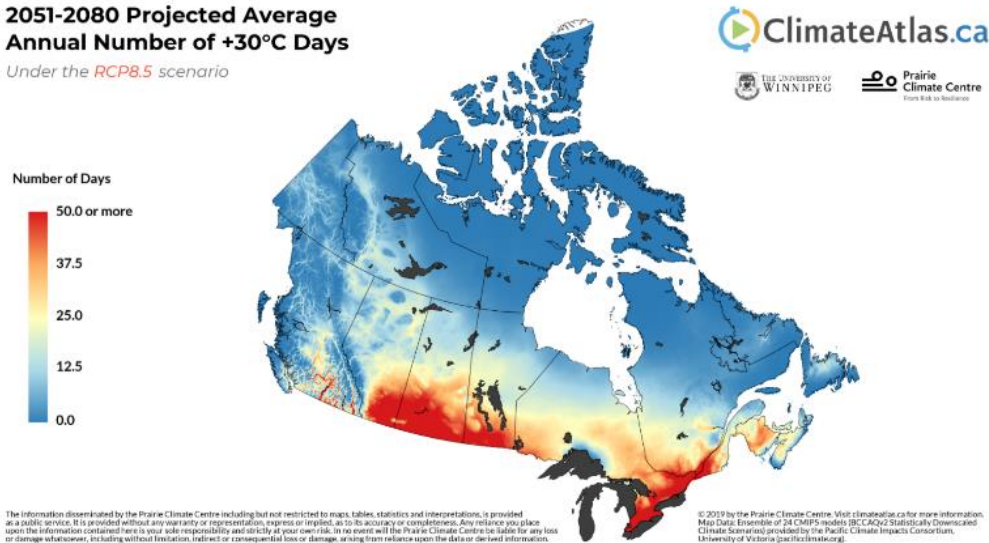 2051-2080 Projected Average
Annual Number of +30°C Days
Under the RCP8.5 scenario
ClimateAtlas.ca
THE UNIVERSITY OF
WINNIPEG
Prairie
Climate Centre
From Risk to Resilience
Number of Days
50.0 or more
37.5
25.0
12.5
0.0
The information disseminated by the Prairie Climate Centre including but not restricted to maps, tables, statistics and interpretations, is provided
as a public service. It is provided without any warranty or representation, express or implied, as to its accuracy or completeness. Any reliance you place
upon the information contained here is your sole responsibility and strictly at your own risk. In no event will the Prairie Climate Centre be liable for any loss
or damage whatsoever, including without limitation, indirect or consequential loss or damage, arising from reliance upon the data or derived information.
© 2019 by the Prairie Climate Centre. Visit climateatlas.ca for more information.
Map Data: Ensemble of 24 CMIP5 models (BCCAQv2 Statistically Downscaled
Climate Scenarios) provided by the Pacific Climate Impacts Consortium,
University of Victoria (pacificclimate.org).